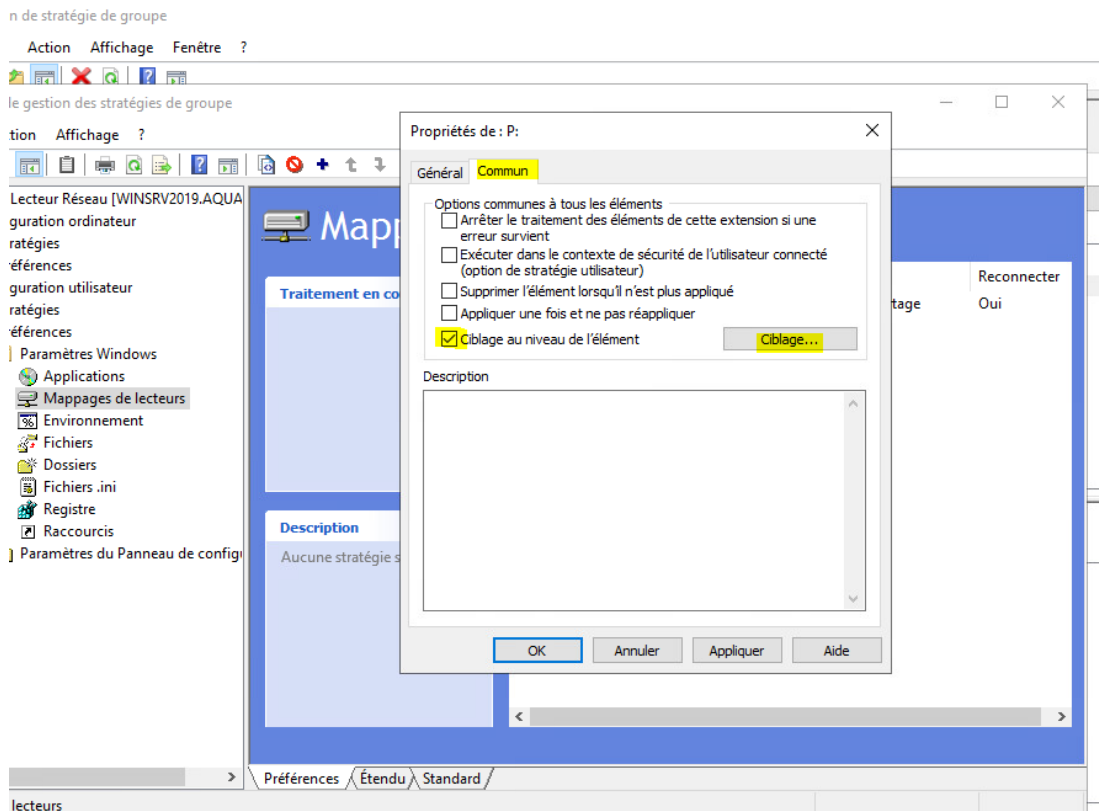 n de stratégie de groupe
Action Affichage Fenêtre ?
le gestion des stratégies de groupe
tion Affichage ?
Lecteur Réseau [WINSRV2019.AQUA
guration ordinateur
ratégies
éférences
guration utilisateur
ratégies
éférences
Paramètres Windows
Applications
Mappages de lecteurs
Environnement
Fichiers
Dossiers
Fichiers .ini
Registre
Raccourcis
Paramètres du Panneau de config
Mapp
Traitement en co
Description
Aucune stratégie s
Propriétés de : P:
Général Commun
Options communes à tous les éléments
Arrêter le traitement des éléments de cette extension si une
erreur survient
Exécuter dans le contexte de sécurité de l'utilisateur connecté
(option de stratégie utilisateur)
Supprimer l'élément lorsqu'il n'est plus appliqué
Appliquer une fois et ne pas réappliquer
Ciblage au niveau de l'élément Ciblage...
Description
OK Annuler Appliquer Aide
Reconnecter
tage Oui
Préférences Étendu Standard
lecteurs